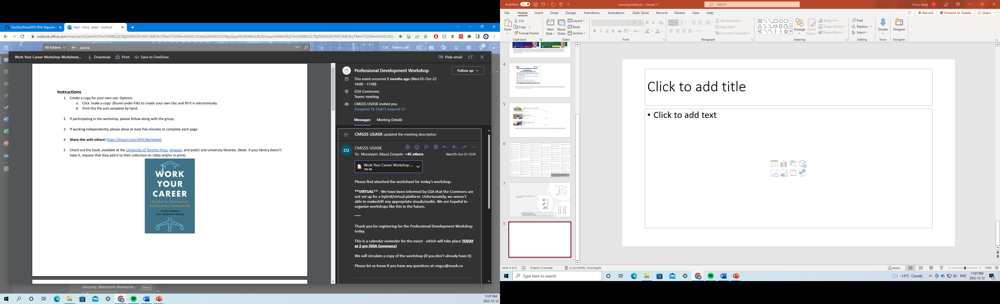 DocDocPrice/GPS-974: Reposito
Mail - Price, Jared - Outlook
outlook.office.com/mail/id/AAQkADU5YmYzNWQ2LTBjZDItNGM1MS1iMDJhLTMwYTQ5MmVhODc3OAAQAHh92YtO5KpGqoAES0hMhnU%3D/sxs/AAMkADU5YmYzNWQ2LTBjZDItNGM1MS1iMDJhLTMwYTQ5MmVhODc3O...
All folders
auora
Teams call
PJ
Work Your Career Workshop Worksheet...
Download
Print
Save to OneDrive
Hide email
Instructions
1. Create a copy for your own use. Options:
a. Click 'make a copy' (found under File) to create your own Doc and fill it in electronically.
b. Print this file and complete by hand.
2. If participating in the workshop, please follow along with the group.
3. If working independently, please allow at least five minutes to complete each page.
4. Share this with others! https://tinyurl.com/WYCWorksheet
5. Check out the book, available at the University of Toronto Press, Amazon, and public and university libraries. (Note: If your library doesn't
have it, request that they add it to their collection on Libby and/or in print).
WORK
YOUR
CAREER
Get What You Want from Your
Social Sciences or Humanities PhD
LOLEEN BERDAHL
AND JONATHAN MALLOY
Professional Development Workshop
Follow up
This event occurred 2 months ago (Wed 05-Oct-22
14:00 - 17:00)
GSA Commons;
Teams meeting
CMGSS USASK invited you
Accepted 16, Didn't respond 32
Messages
Meeting Details
CMGSS USASK updated the meeting description
CU
CMGSS USASK
To: Muosieyiri, Maud Zinayele +45 others
Wed 05-Oct-22 13:54
Work Your Career Workshop ...
103 KB
Please find attached the worksheet for today's workshop.
**VIRTUAL** - We have been informed by GSA that the Commons are
not set up for a hybrid/virtual platform. Unfortunately, we weren't
able to makeshift any appropriate visuals/audio. We are hopeful to
organize workshops like this in the future.
~~~
Thank you for registering for the Professional Development Workshop
today.
This is a calendar reminder for the event - which will take place TODAY
at 2 pm (GSA Commons)
We will circulate a copy of the workshop (if you don't already have it)
Please let us know if you have any questions at cmgss@usask.ca
Sincerely, Mackenzie Mackenzie...
Inbox
11:07 PM
2022-12-12
AutoSave On
Learning Artifacts • Saved
Search
Price, Jared
PJ
File Home Insert Draw Design Transitions Animations Slide Show Record Review View Help
Record
Present in Teams
Share
Paste
Cut
Copy
Format Painter
Clipboard
New
Slide
Reuse
Slides
Layout
Reset
Section
Slides
18
Font
Text Direction
Align Text
Convert to SmartArt
Paragraph
Arrange
Quick
Styles
Shape Fill
Shape Outline
Shape Effects
Drawing
Find
Replace
Select
Editing
Dictate
Voice
Designer
Designer
4
DATA MANAGEMENT IN EXCEL
WORKSHOP
5
6
7
8
Click to add title
• Click to add text
Slide 8 of 8
English (Canada)
Accessibility: Investigate
Notes
100%
Type here to search
-13°C Cloudy
ENG
11:07 PM
2022-12-12
1